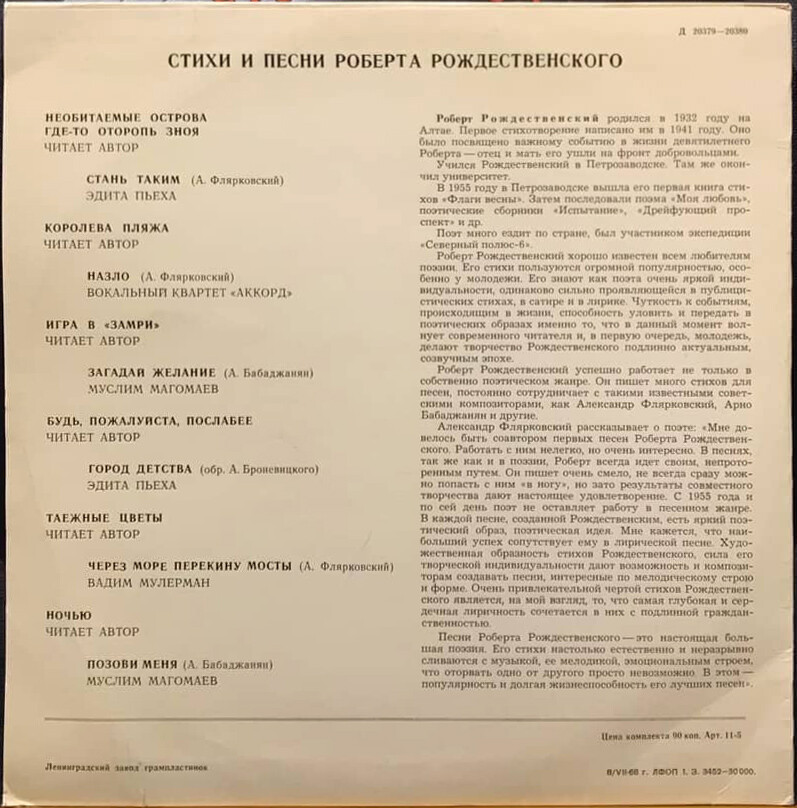 Д 20379—20380
СТИХИ И ПЕСНИ РОБЕРТА РОЖДЕСТВЕНСКОГО
НЕОБИТАЕМЫЕ ОСТРОВА
ГДЕ-ТО ОТОРОПЬ ЗНОЯ
ЧИТАЕТ АВТОР
СТАНЬ ТАКИМ (А. Флярковский)
ЭДИТА ПЬЕХА
КОРОЛЕВА ПЛЯЖА
ЧИТАЕТ АВТОР
НАЗЛО (А. Флярковский)
ВОКАЛЬНЫЙ КВАРТЕТ «АККОРД»
ИГРА В «ЗАМРИ»
ЧИТАЕТ АВТОР
ЗАГАДАЙ ЖЕЛАНИЕ (А. Бабаджанян)
МУСЛИМ МАГОМАЕВ
БУДЬ, ПОЖАЛУЙСТА, ПОСЛАБЕЕ
ЧИТАЕТ АВТОР
ГОРОД ДЕТСТВА (обр. А. Броневицкого)
ЭДИТА ПЬЕХА
ТАЕЖНЫЕ ЦВЕТЫ
ЧИТАЕТ АВТОР
ЧЕРЕЗ МОРЕ ПЕРЕКИНУ МОСТЫ (А. Флярковский)
ВАДИМ МУЛЕРМАН
НОЧЬЮ
ЧИТАЕТ АВТОР
ПОЗОВИ МЕНЯ (А. Бабаджанян)
МУСЛИМ МАГОМАЕВ
Роберт Рождественский родился в 1932 году на
Алтае. Первое стихотворение написано им в 1941 году. Оно
было посвящено важному событию в жизни девятилетнего
Роберта — отец и мать его ушли на фронт добровольцами.
Учился Рождественский в Петрозаводске. Там же окон-
чил университет.
В 1955 году в Петрозаводске вышла его первая книга сти-
хов «Флаги весны». Затем последовали поэма «Моя любовь»,
поэтические сборники «Испытание», «Дрейфующий про-
спект» и др.
Поэт много ездит по стране, был участником экспедиции
«Северный полюс-6».
Роберт Рождественский хорошо известен всем любителям
поэзии. Его стихи пользуются огромной популярностью, осо-
бенно у молодежи. Его знают как поэта очень яркой инди-
видуальности, одинаково сильно проявляющейся в публици-
стических стихах, в сатире и в лирике. Чуткость к событиям,
происходящим в жизни, способность уловить и передать в
поэтических образах именно то, что в данный момент вол-
нует современного читателя и, в первую очередь, молодежь,
делают творчество Рождественского подлинно актуальным,
созвучным эпохе.
Роберт Рождественский успешно работает не только в
собственно поэтическом жанре. Он пишет много стихов для
песен, постоянно сотрудничает с такими известными совет-
скими композиторами, как Александр Флярковский, Арно
Бабаджанян и другие.
Александр Флярковский рассказывает о поэте: «Мне до-
велось быть соавтором первых песен Роберта Рождествен-
ского. Работать с ним нелегко, но очень интересно. В песнях,
так же как и в поэзии, Роберт всегда идет своим, непрото-
ренным путем. Он пишет очень смело, не всегда сразу мож-
но попасть с ним «в ногу», но зато результаты совместного
творчества дают настоящее удовлетворение. С 1955 года и
по сей день поэт не оставляет работу в песенном жанре.
В каждой песне, созданной Рождественским, есть яркий поэ-
тический образ, поэтическая идея. Мне кажется, что наи-
больший успех сопутствует ему в лирической песне. Худо-
жественная образность стихов Рождественского, сила его
творческой индивидуальности дают возможность и компози-
торам создавать песни, интересные по мелодическому строю
и форме. Очень привлекательной чертой стихов Рождествен-
ского является, на мой взгляд, то, что самая глубокая и сер-
дечная лиричность сочетается в них с подлинной граждан-
ственностью.
Песни Роберта Рождественского — это настоящая боль-
шая поэзия. Его стихи настолько естественно и неразрывно
сливаются с музыкой, ее мелодикой, эмоциональным строем,
что оторвать одно от другого просто невозможно. В этом —
популярность и долгая жизнеспособность его лучших песен».
Цена комплекта 90 коп. Арт. 11-5
Ленинградский завод грампластинок
8/VII-68 г. ЛФОП 1. З. 3452—30 000.